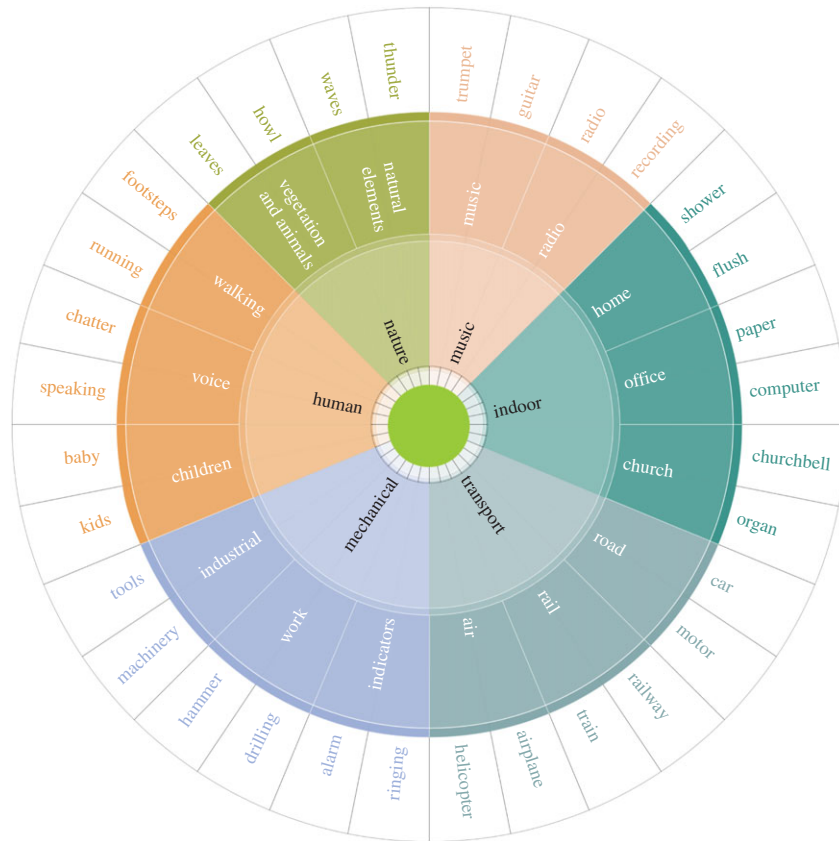 thunder
trumpet
waves
guitar
howl
radio
leaves
recording
footsteps
shower
running
flush
chatter
paper
speaking
computer
baby
churchbell
kids
organ
tools
car
machinery
motor
hammer
railway
drilling
train
alarm
airplane
ringing
helicopter
natural
elements
music
vegetation
and animals
radio
walking
home
voice
office
children
church
industrial
road
work
rail
indicators
air
nature
music
human
indoor
mechanical
transport